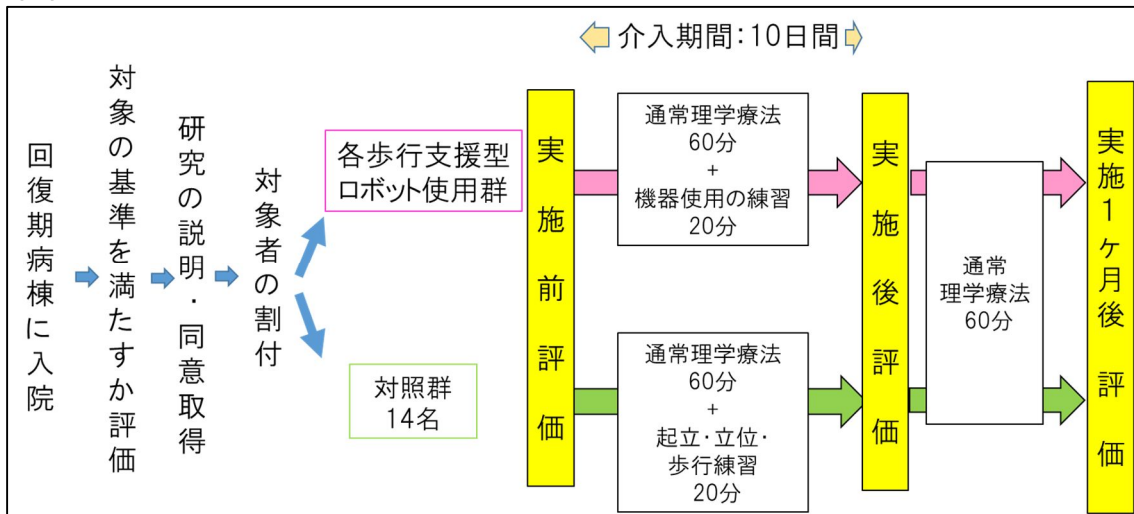 介入期間：10日間
回復期病棟に入院
対象の基準を満たすか評価
研究の説明・同意取得
対象者の割付
各歩行支援型
ロボット使用群
対照群
14名
実施前評価
通常理学療法
60分
+
機器使用の練習
20分
通常理学療法
60分
+
起立・立位・
歩行練習
20分
実施後評価
通常
理学療法
60分
実施1ヶ月後評価